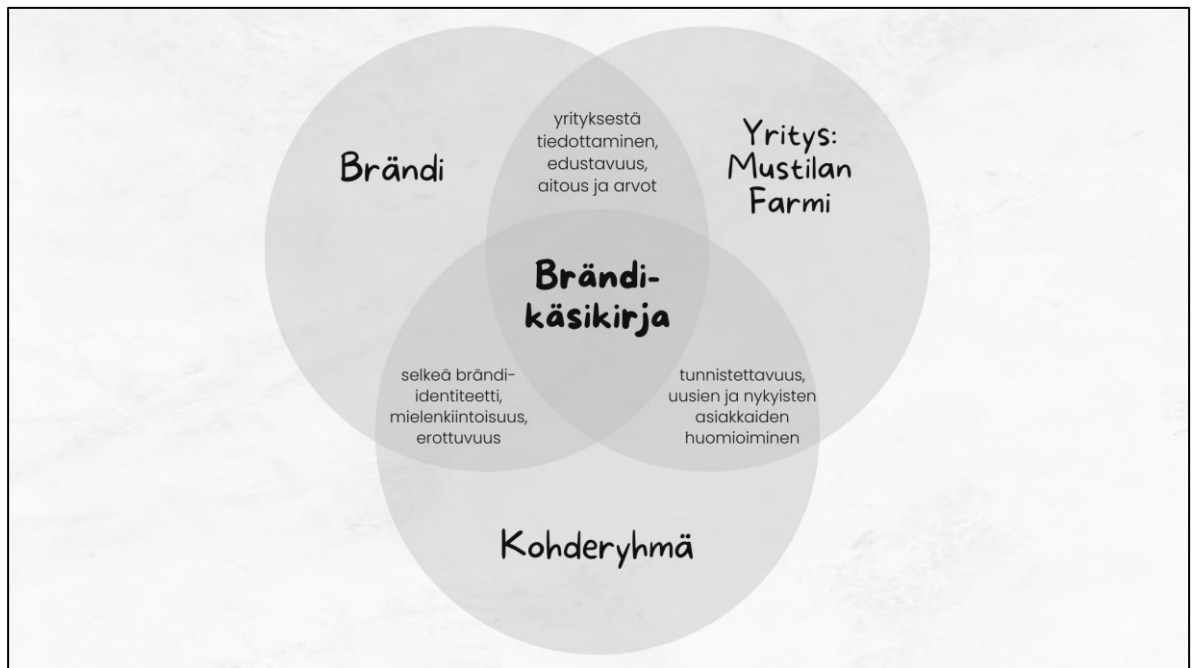 Brändi
yrityksestä
tiedottaminen,
edustavuus,
aitous ja arvot
Yritys:
Mustilan
Farmi
Brändi-
käsikirja
selkeä brändi-
identiteetti,
mielenkiintoisuus,
erottuvuus
tunnistettavuus,
uusien ja nykyisten
asiakkaiden
huomioiminen
Kohderyhmä